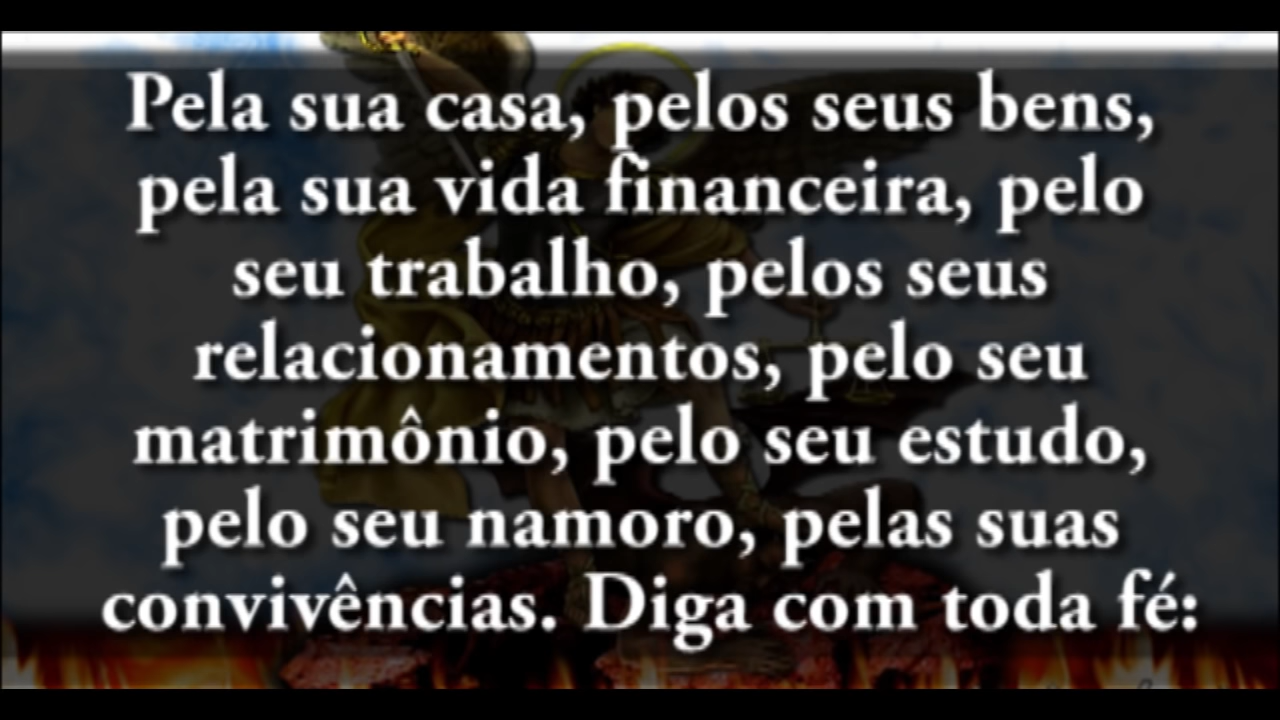 Pela sua casa, pelos seus bens,
pela sua vida financeira, pelo
seu trabalho, pelos seus
relacionamentos, pelo seu
matrimônio, pelo seu estudo,
pelo seu namoro, pelas suas
convivências. Diga com toda fé: